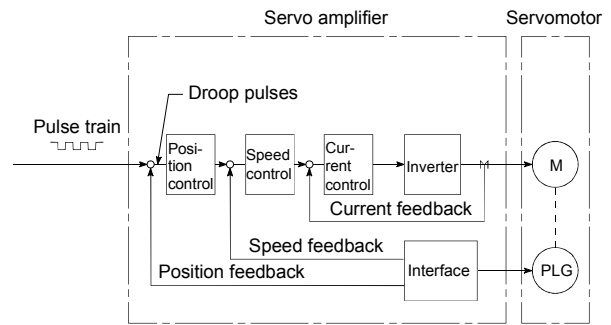 Servo amplifier
Servomotor
Droop pulses
Pulse train
Posi-
tion
control
Speed
control
Cur-
rent
control
Inverter
M
Current feedback
Speed feedback
Position feedback
Interface
PLG